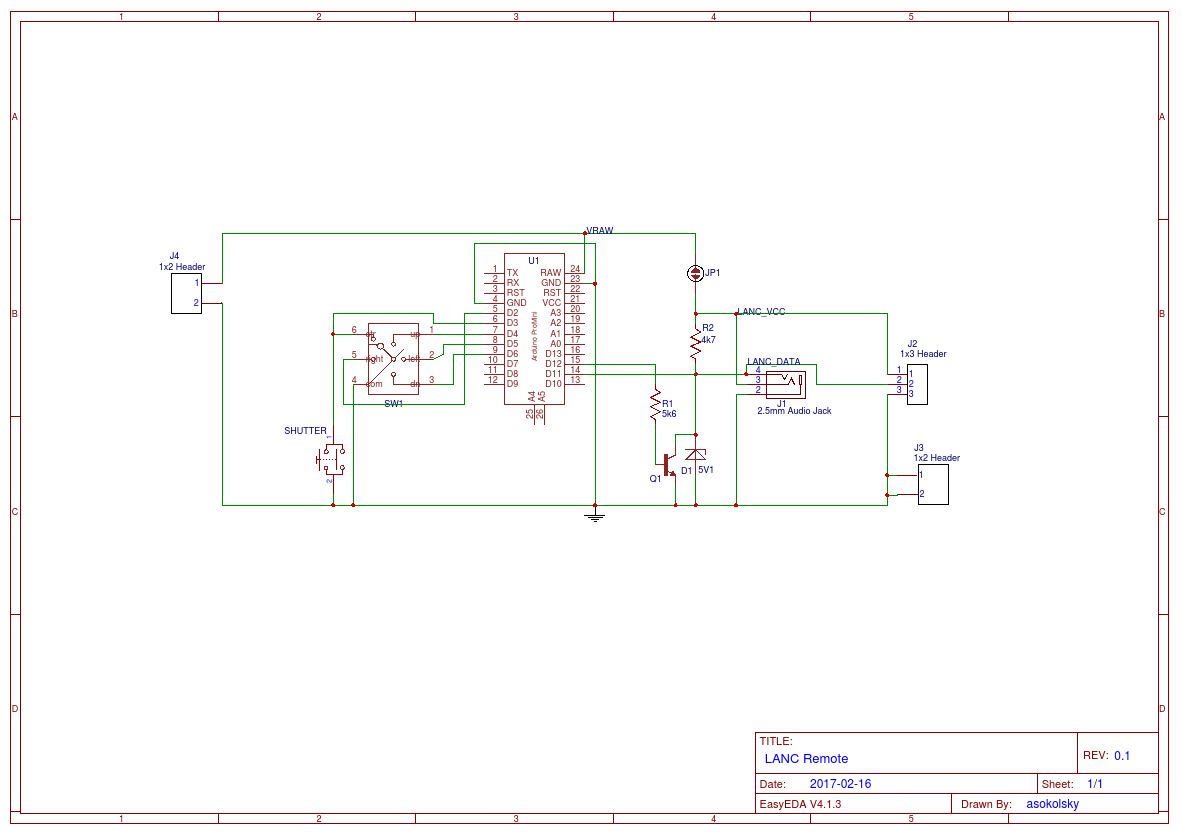 1 2 3 4 5
A A
B B
C C
D D
1 2 3 4 5
VRAW
J4
1x2 Header
1
2
U1
Arduino ProMini
1 TX RAW 24
2 RX GND 23
3 RST RST 22
4 GND VCC 21
5 D2 A3 20
6 D3 A2 19
7 D4 A1 18
8 D5 A0 17
9 D6 D13 16
10 D7 D12 15
11 D8 D11 14
12 D9 D10 13
A4 A5
25 26
6 ctr up 1
5 right left 2
4 com dn 3
SW1
SHUTTER
1
2
JP1
LANC_VCC
R2
4k7
LANC_DATA
4
3
2
J1
2.5mm Audio Jack
R1
5k6
Q1
D1 5V1
J2
1x3 Header
1 1
2 2
3 3
J3
1x2 Header
1
2
TITLE:
LANC Remote
REV: 0.1
Date: 2017-02-16
Sheet: 1/1
EasyEDA V4.1.3
Drawn By: asokolsky